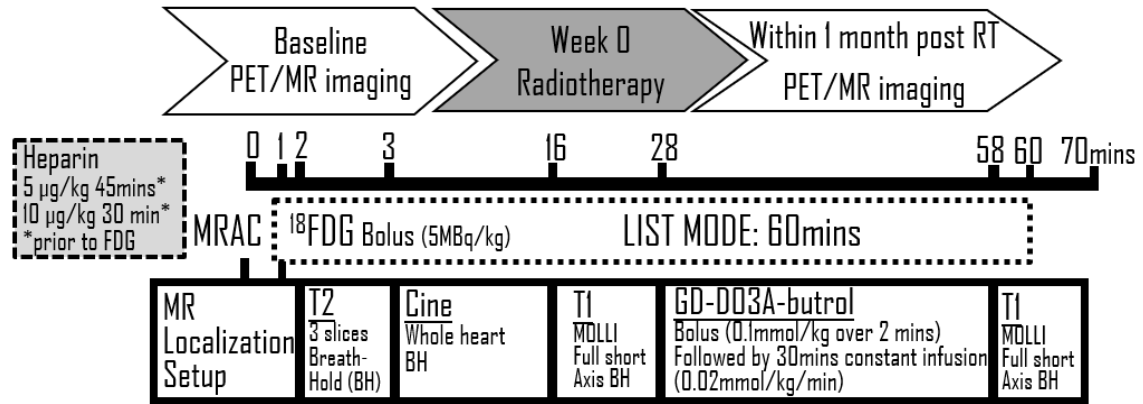 Baseline
PET/MR imaging
Week 0
Radiotherapy
Within 1 month post RT
PET/MR imaging
Heparin
5 µg/kg 45mins*
10 µg/kg 30 min*
*prior to FDG
0 1 2 3 16 28 58 60 70mins
MRAC
18FDG Bolus (5MBq/kg) LIST MODE: 60mins
MR
Localization
Setup
T2
3 slices
Breath-
Hold (BH)
Cine
Whole heart
BH
T1
MOLLI
Full short
Axis BH
GD-DO3A-butrol
Bolus (0.1mmol/kg over 2 mins)
Followed by 30mins constant infusion
(0.02mmol/kg/min)
T1
MOLLI
Full short
Axis BH